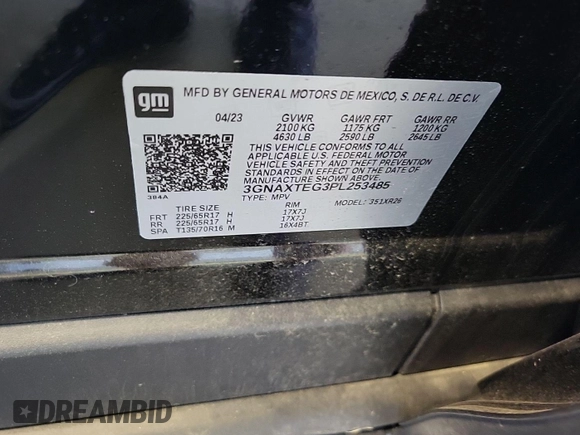 gm
MFD BY GENERAL MOTORS DE MEXICO, S. DE R.L. DE C.V.
04/23 GVWR GAWR FRT GAWR RR
2100 KG 1175 KG 1200 KG
4630 LB 2590 LB 2645 LB
THIS VEHICLE CONFORMS TO ALL
APPLICABLE U.S. FEDERAL MOTOR
VEHICLE SAFETY AND THEFT PREVENTION
STANDARDS IN EFFECT ON THE DATE OF
MANUFACTURE SHOWN ABOVE.
3GNAXTEG3PL253485
TYPE: MPV MODEL: 351XR26
384A
TIRE SIZE RIM
FRT 225/65R17 H 17X7J
RR 225/65R17 H 17X7J
SPA T135/70R16 M 16X4BT
DREAMBID